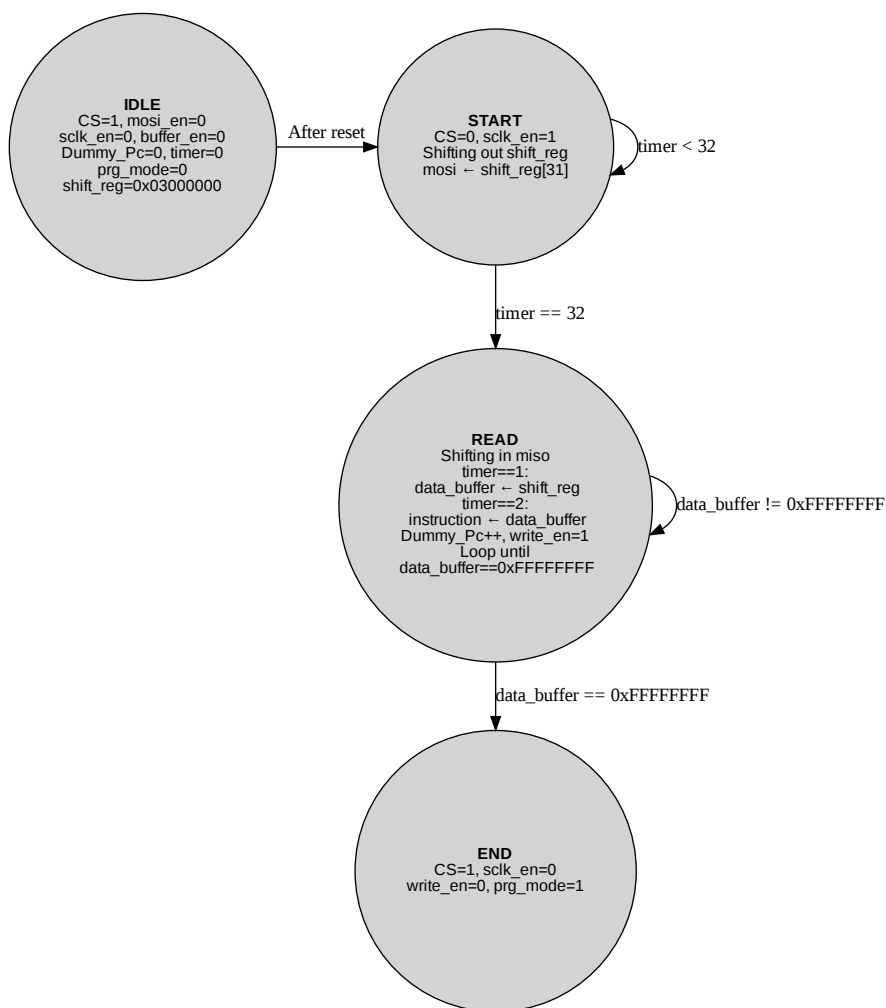 IDLE
CS=1, mosi_en=0
sclk_en=0, buffer_en=0
Dummy_Pc=0, timer=0
prg_mode=0
shift_reg=0x03000000
After reset
START
CS=0, sclk_en=1
Shifting out shift_reg
mosi ← shift_reg[31]
timer < 32
timer == 32
READ
Shifting in miso
timer==1:
data_buffer ← shift_reg
timer==2:
instruction ← data_buffer
Dummy_Pc++, write_en=1
Loop until
data_buffer==0xFFFFFFFF
data_buffer != 0xFFFFFFFF
data_buffer == 0xFFFFFFFF
END
CS=1, sclk_en=0
write_en=0, prg_mode=1